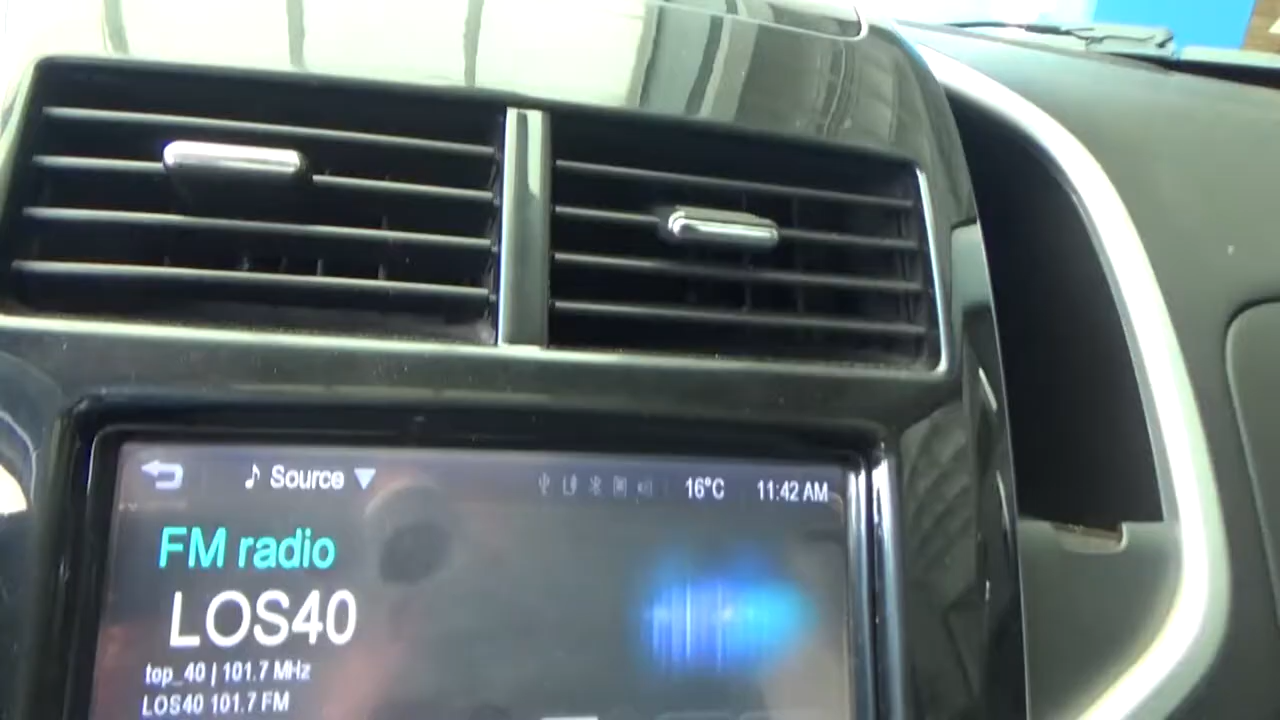 ♪ Source ▼ 16°C 11:42 AM
FM radio
LOS40
top_40 | 101.7 MHz
LOS40 101.7 FM